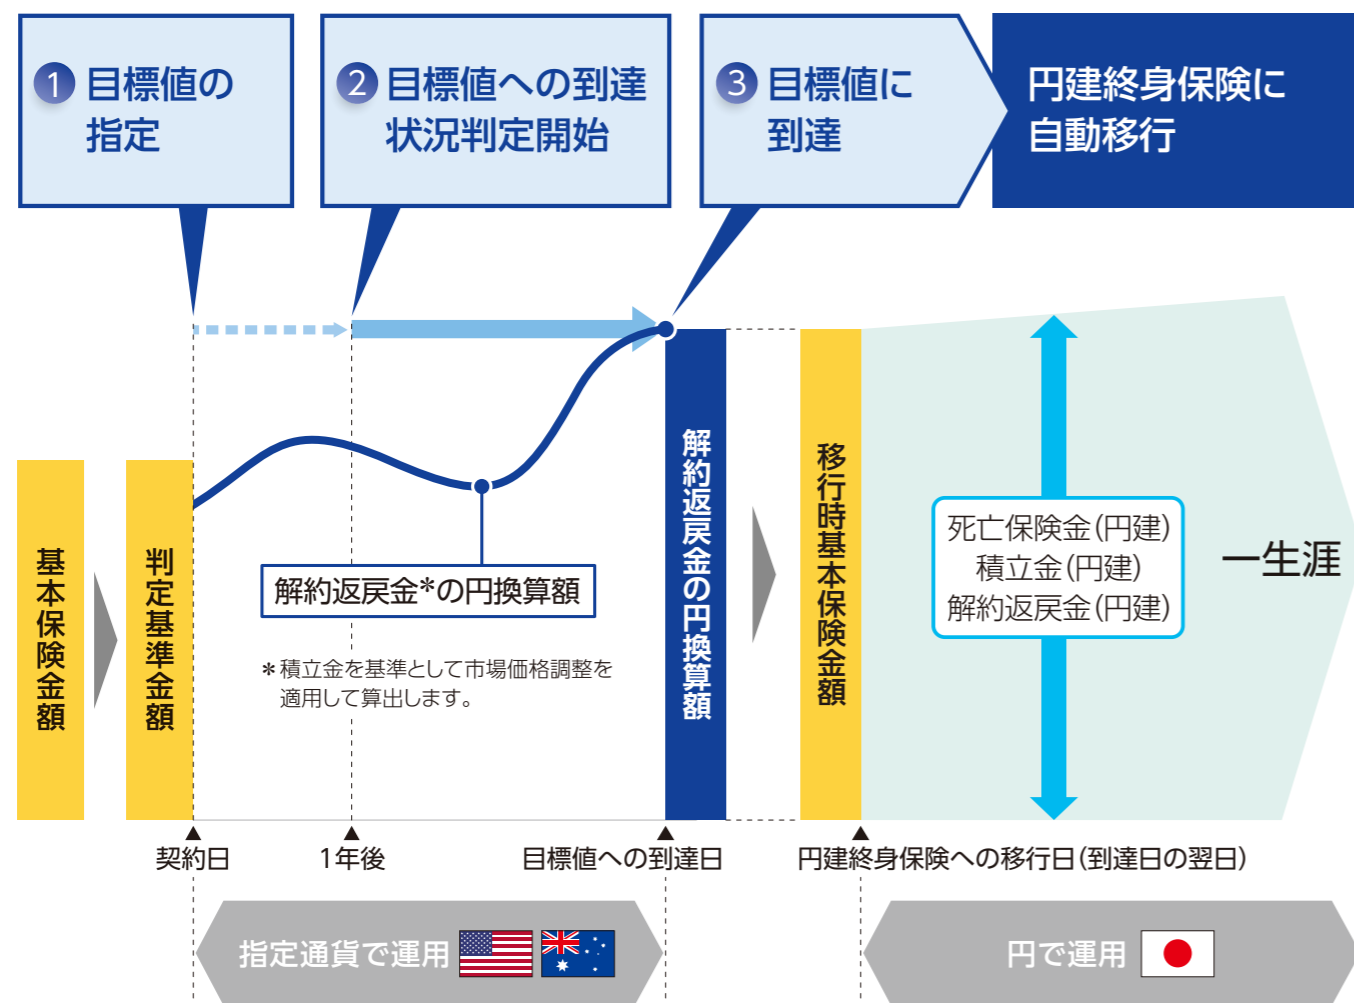 1 目標値の
指定
2 目標値への到達
状況判定開始
3 目標値に
到達
円建終身保険に
自動移行
基本保険金額
判定基準金額
解約返戻金*の円換算額
*積立金を基準として市場価格調整を
適用して算出します。
解約返戻金の円換算額
移行時基本保険金額
死亡保険金(円建)
積立金(円建)
解約返戻金(円建)
一生涯
契約日
1年後
目標値への到達日
円建終身保険への移行日(到達日の翌日)
指定通貨で運用
円で運用